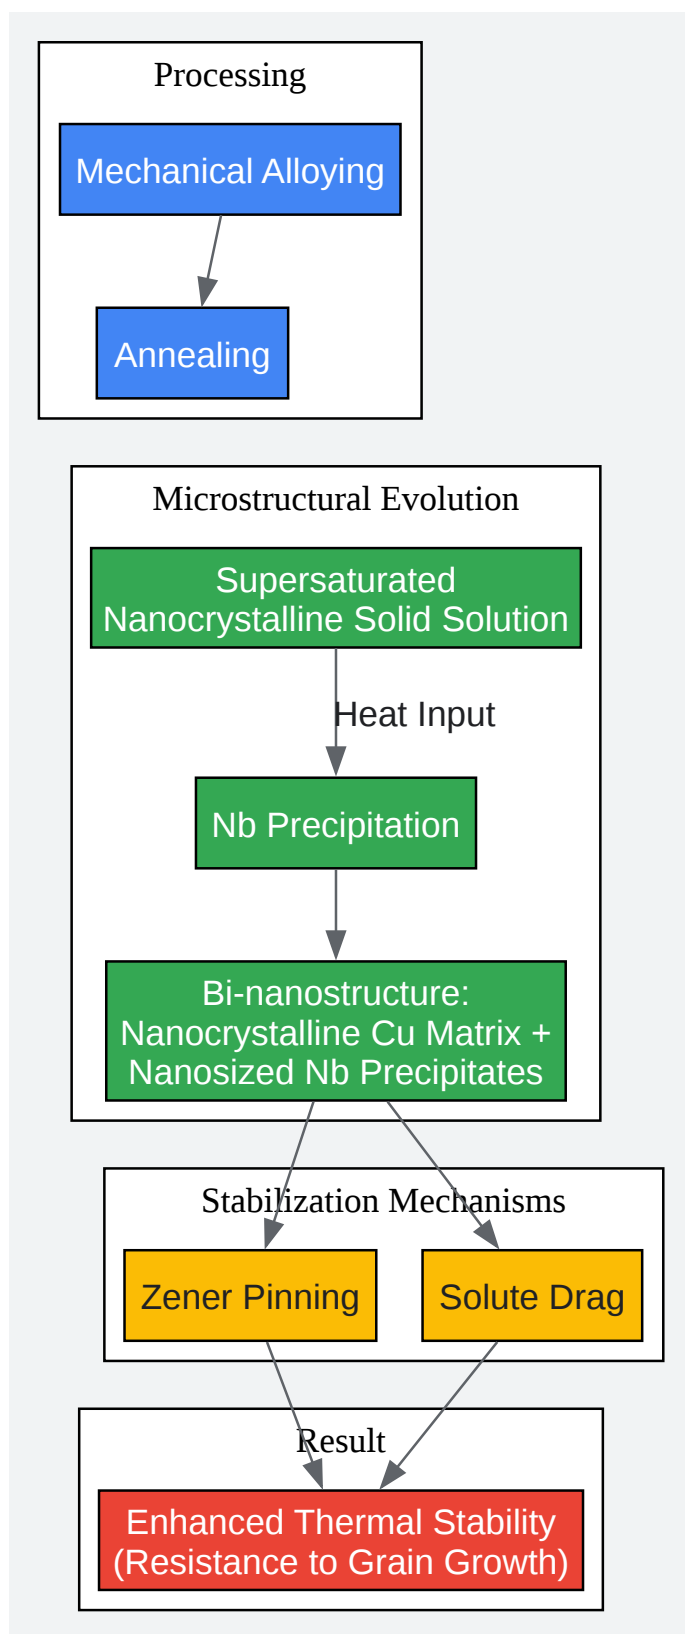 Processing
Mechanical Alloying
Annealing
Microstructural Evolution
Supersaturated
Nanocrystalline Solid Solution
Heat Input
Nb Precipitation
Bi-nanostructure:
Nanocrystalline Cu Matrix +
Nanosized Nb Precipitates
Stabilization Mechanisms
Zener Pinning
Solute Drag
Result
Enhanced Thermal Stability
(Resistance to Grain Growth)